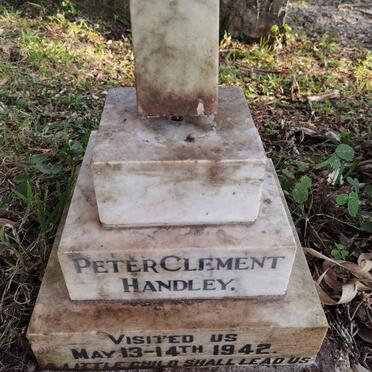 PETER CLEMENT
HANDLEY.
VISITED US
MAY 13-14TH 1942
LITTLE CHILD SHALL LEAD US